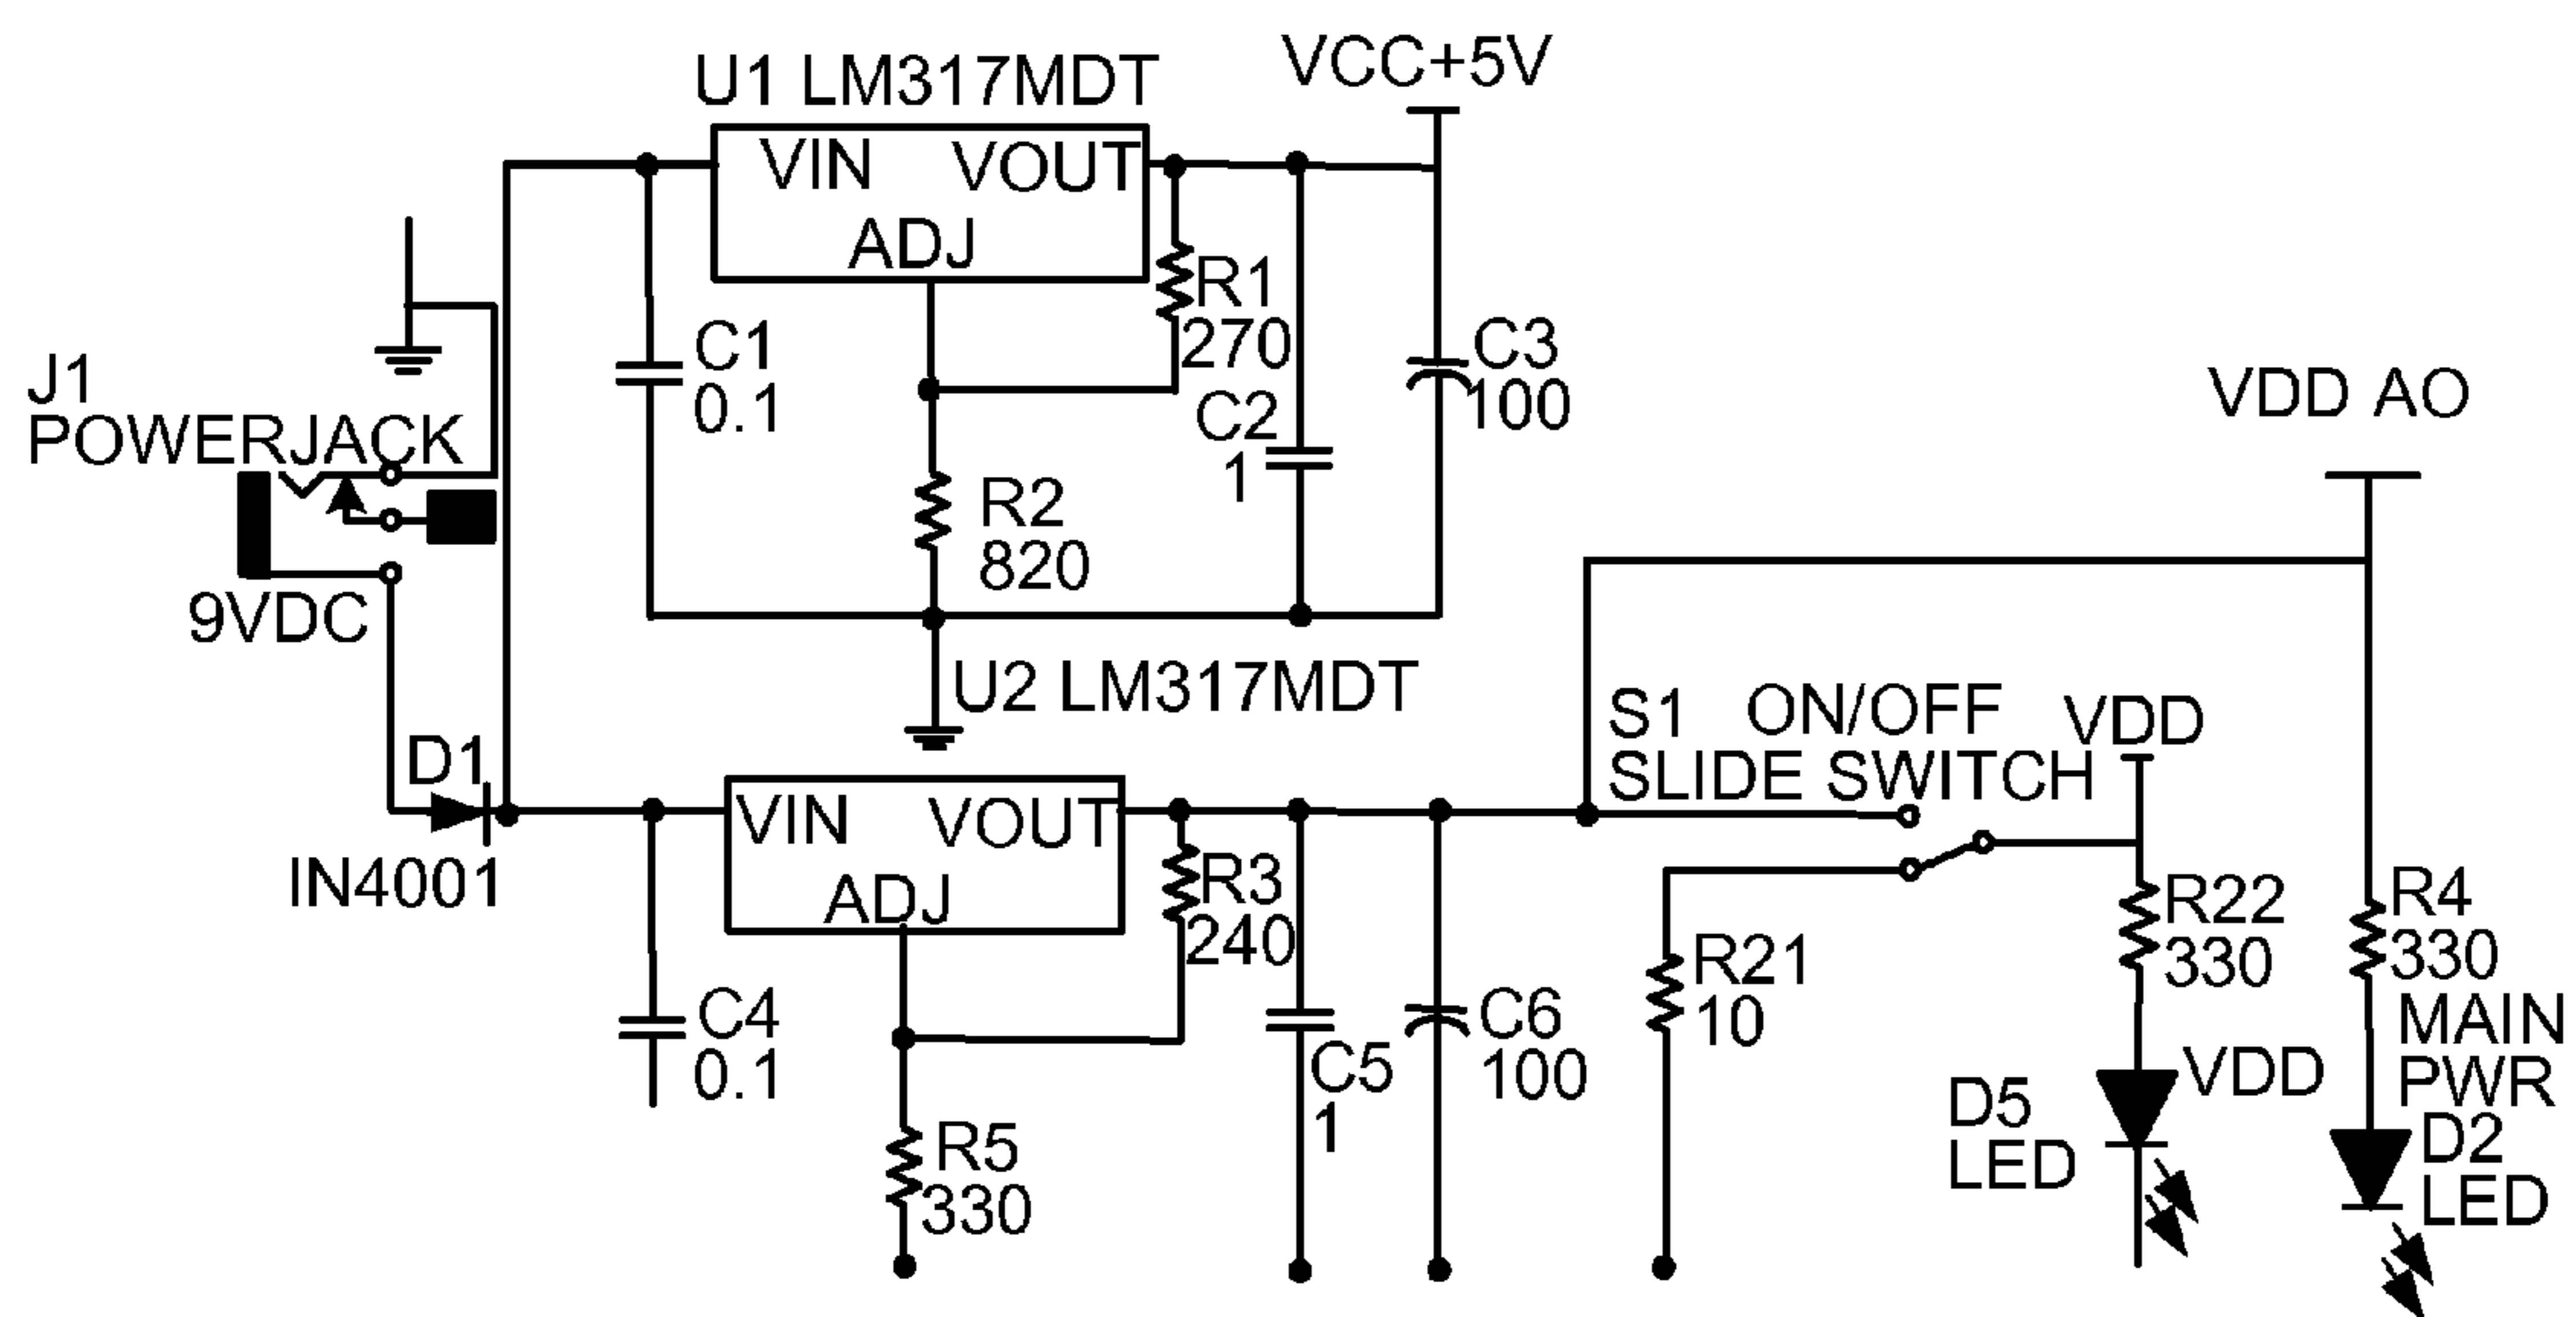 U1 LM317MDT
VCC+5V
VIN VOUT
ADJ
R1
270
C1
0.1
C3
100
C2
1
J1
POWERJACK
9VDC
R2
820
VDD AO
U2 LM317MDT
S1 ON/OFF
SLIDE SWITCH
VDD
D1
IN4001
VIN VOUT
ADJ
R3
240
C4
0.1
R5
330
C5
1
C6
100
R21
10
R22
330
R4
330
MAIN
PWR
VDD
D5
LED
D2
LED